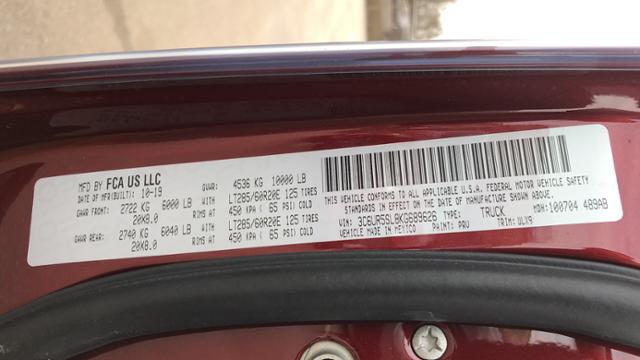 MFD BY FCA US LLC
DATE OF MFR(BUILT): 10-19 GVWR: 4536 KG 10000 LB
GAWR FRONT: 2722 KG 6000 LB WITH LT285/60R20E 125 TIRES
20X8.0 RIMS AT 450 KPA ( 65 PSI) COLD
GAWR REAR: 2740 KG 6040 LB WITH LT285/60R20E 125 TIRES
20X8.0 RIMS AT 450 KPA ( 65 PSI) COLD
THIS VEHICLE CONFORMS TO ALL APPLICABLE U.S.A. FEDERAL MOTOR VEHICLE SAFETY
STANDARDS IN EFFECT ON THE DATE OF MANUFACTURE SHOWN ABOVE
VIN: 3C6UR5SL8KG689626 TYPE: TRUCK MDH: 100704 489AB
VEHICLE MADE IN MEXICO PAINT: PRV TRIM: ULX9